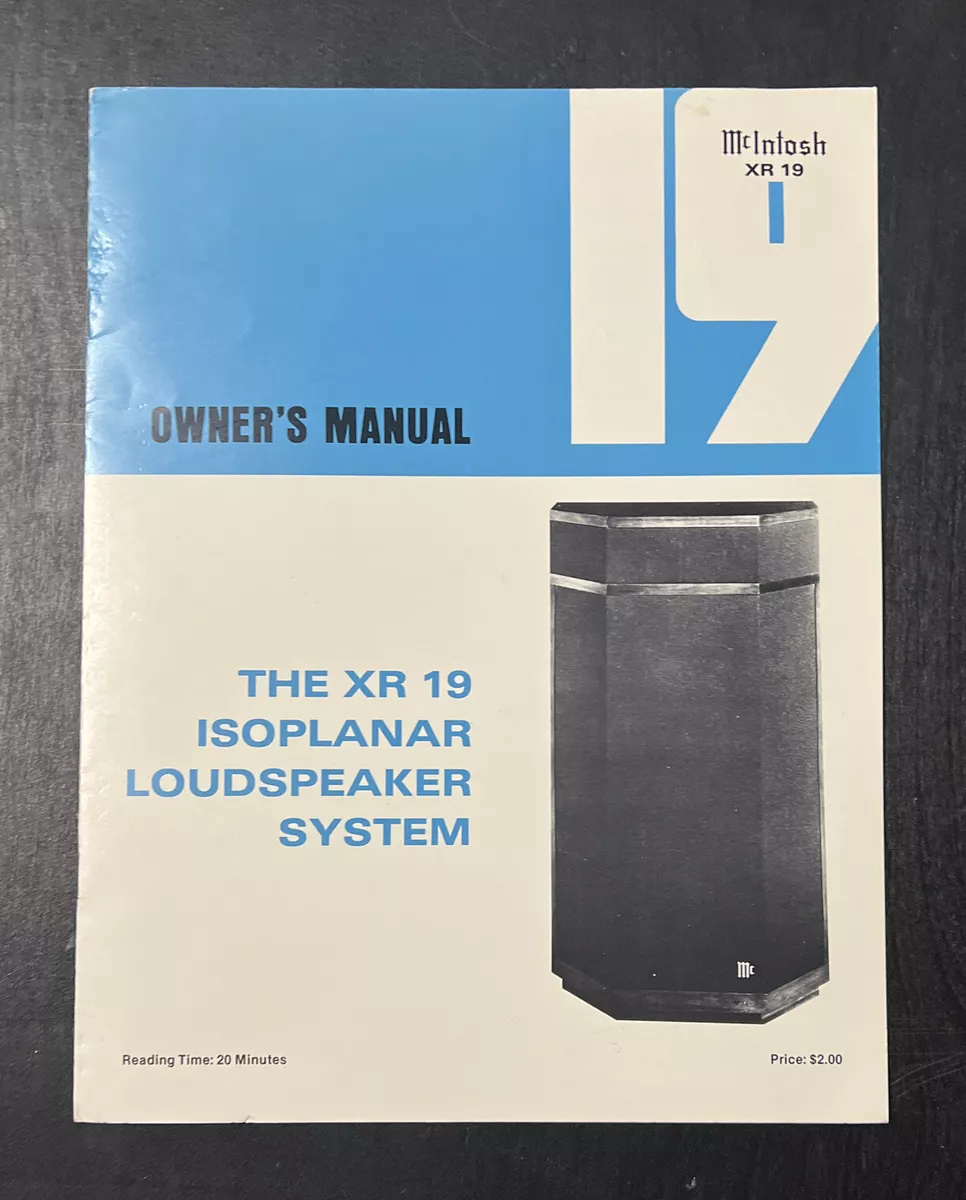 19
McIntosh
XR 19
OWNER'S MANUAL
THE XR 19
ISOPLANAR
LOUDSPEAKER
SYSTEM
Mc
Reading Time: 20 Minutes
Price: $2.00